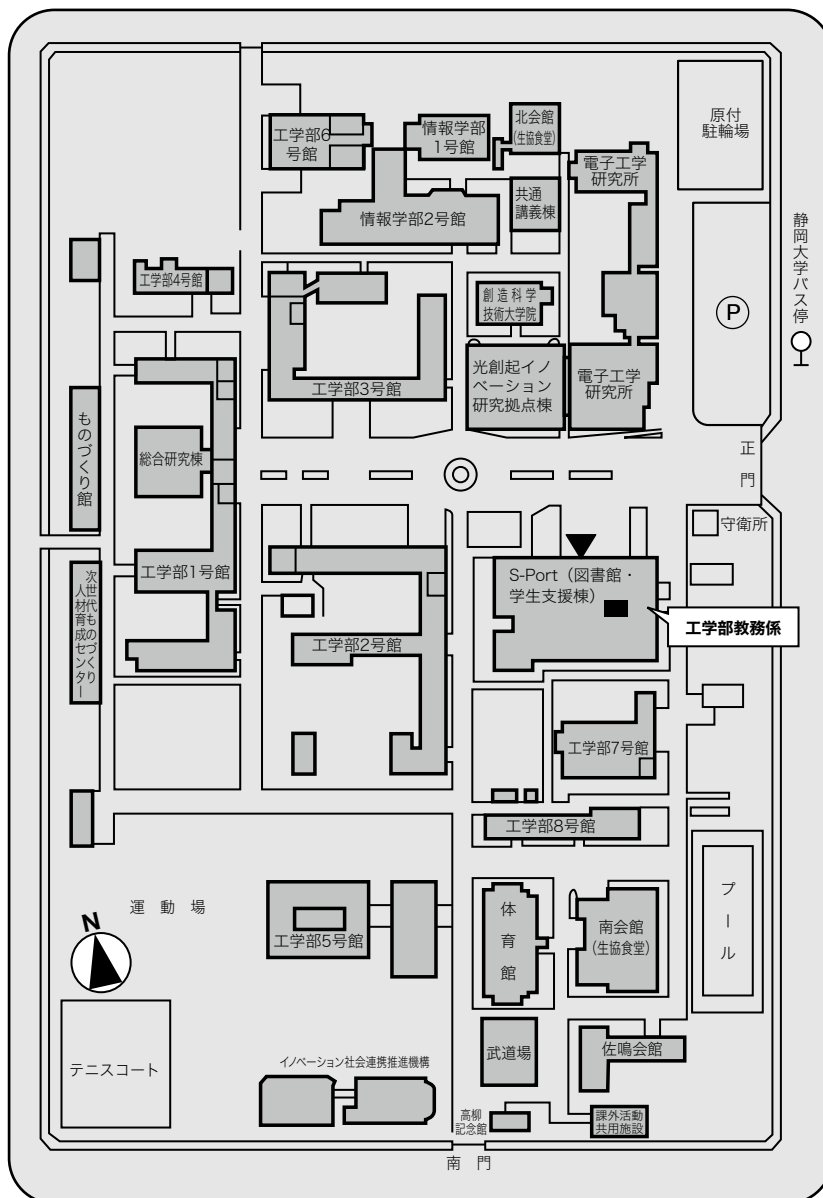 工学部6
号館
情報学部
1号館
北会館
(生協食堂)
原付
駐輪場
電子工学
研究所
共通
講義棟
情報学部2号館
静岡大学バス停
工学部4号館
創造科学
技術大学院
P
工学部3号館
光創起イノ
ベーション
研究拠点棟
電子工学
研究所
ものづくり館
総合研究棟
正門
守衛所
S-Port(図書館・
学生支援棟)
工学部教務係
工学部1号館
次世代ものづくり
人材育成センター
工学部2号館
工学部7号館
工学部8号館
プール
運動場
N
工学部5号館
体育館
南会館
(生協食堂)
テニスコート
イノベーション社会連携推進機構
武道場
佐鳴会館
高柳
記念館
課外活動
共用施設
南門